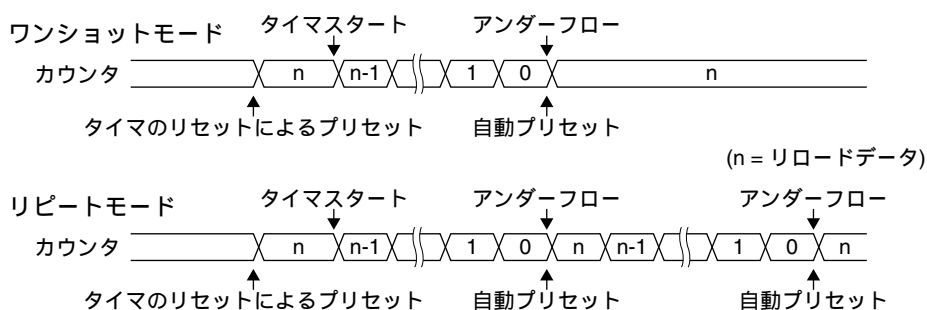 ワンショットモード
タイマスタート
アンダーフロー
カウンタ
n
n-1
1
0
n
タイマのリセットによるプリセット
自動プリセット
(n = リロードデータ)
リピートモード
タイマスタート
アンダーフロー
アンダーフロー
カウンタ
n
n-1
1
0
n
n-1
1
0
n
タイマのリセットによるプリセット
自動プリセット
自動プリセット